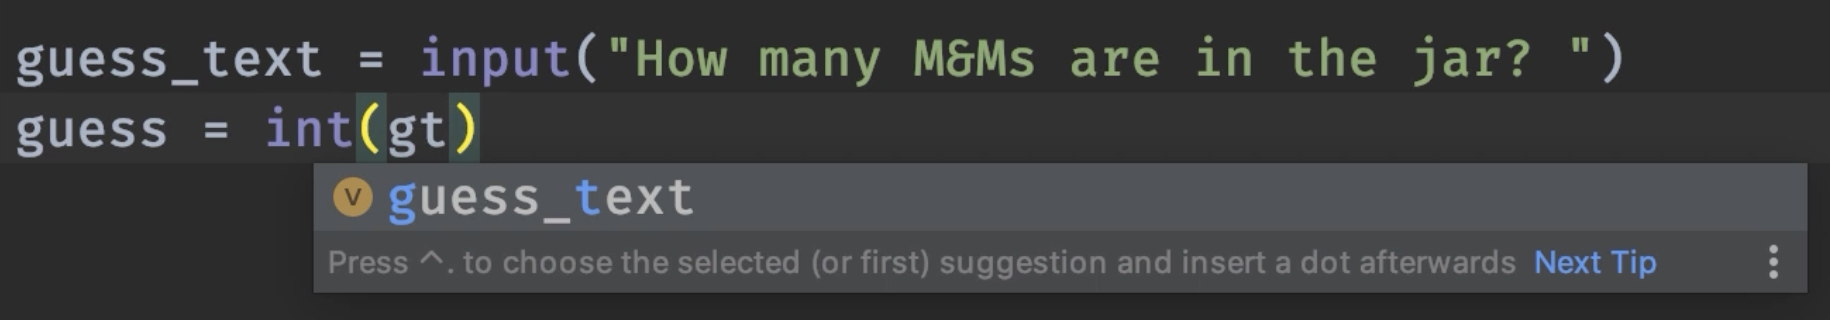 guess_text = input("How many M&Ms are in the jar? ")
guess = int(gt)
V guess_text
Press ^. to choose the selected (or first) suggestion and insert a dot afterwards Next Tip